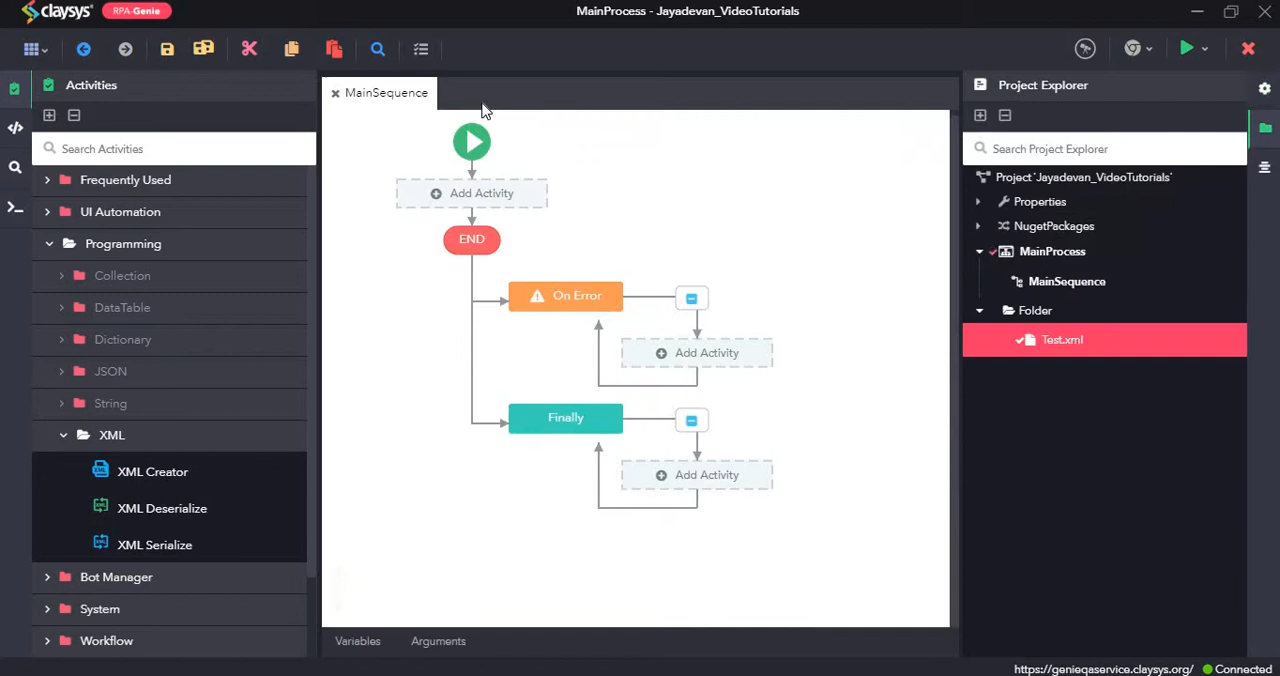 claysys RPA-Genie MainProcess - Jayadevan_VideoTutorials
Activities
Search Activities
Frequently Used
UI Automation
Programming
Collection
DataTable
Dictionary
JSON
String
XML
XML Creator
XML Deserialize
XML Serialize
Bot Manager
System
Workflow
MainSequence
Add Activity
END
On Error
Add Activity
Finally
Add Activity
Variables Arguments
Project Explorer
Search Project Explorer
Project 'Jayadevan_VideoTutorials'
Properties
NugetPackages
MainProcess
MainSequence
Folder
Test.xml
https://genieqaservice.claysys.org/ Connected